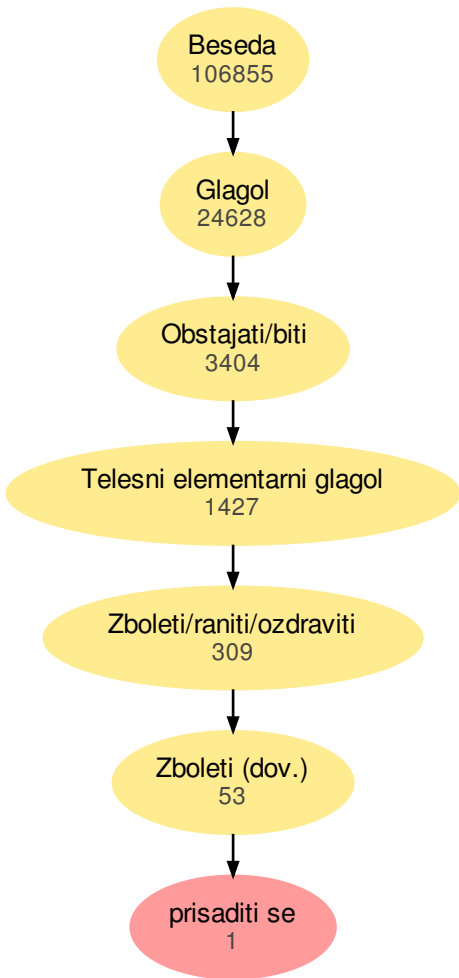 Beseda
106855
Glagol
24628
Obstajati/biti
3404
Telesni elementarni glagol
1427
Zboleti/raniti/ozdraviti
309
Zboleti (dov.)
53
prisaditi se
1